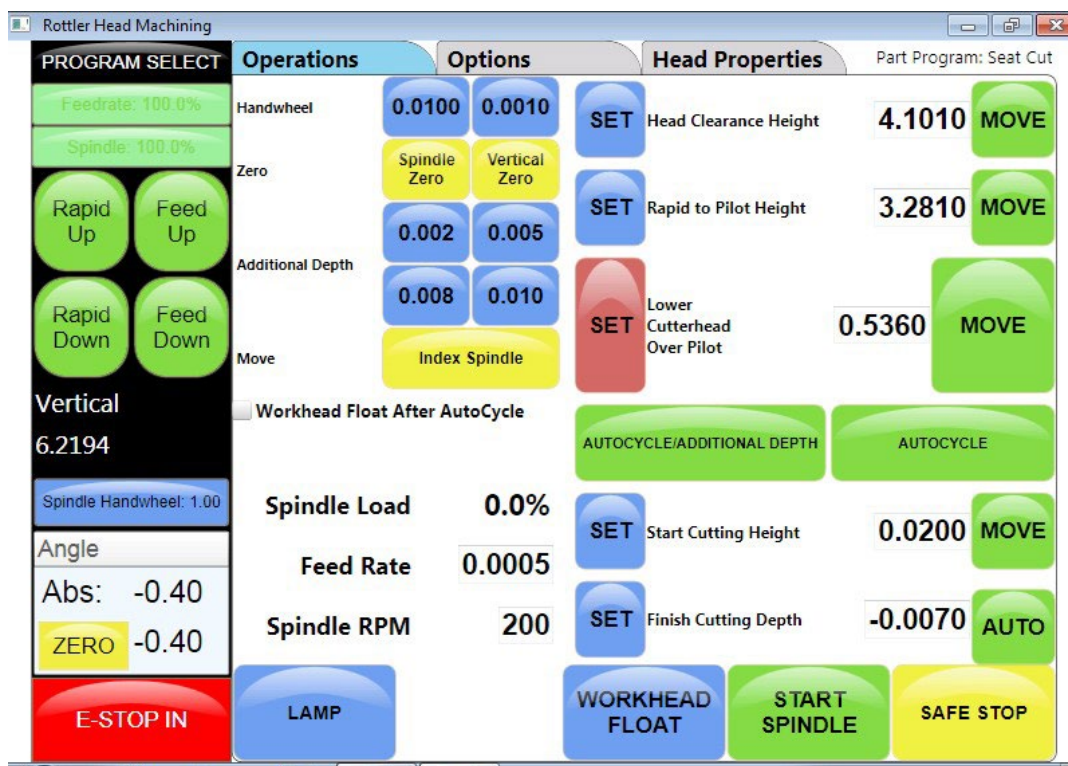 Rottler Head Machining
PROGRAM SELECT
Operations
Options
Head Properties
Part Program: Seat Cut
Feedrate: 100.0%
Spindle: 100.0%
Rapid
Up
Feed
Up
Rapid
Down
Feed
Down
Vertical
6.2194
Spindle Handwheel: 1.00
Angle
Abs: -0.40
ZERO -0.40
E-STOP IN
Handwheel
0.0100
0.0010
Zero
Spindle
Zero
Vertical
Zero
Additional Depth
0.002
0.005
0.008
0.010
Move
Index Spindle
Workhead Float After AutoCycle
Spindle Load 0.0%
Feed Rate 0.0005
Spindle RPM 200
LAMP
SET Head Clearance Height 4.1010 MOVE
SET Rapid to Pilot Height 3.2810 MOVE
SET
Lower
Cutterhead
Over Pilot
0.5360
MOVE
AUTOCYCLE/ADDITIONAL DEPTH
AUTOCYCLE
SET Start Cutting Height 0.0200 MOVE
SET Finish Cutting Depth -0.0070 AUTO
WORKHEAD
FLOAT
START
SPINDLE
SAFE STOP